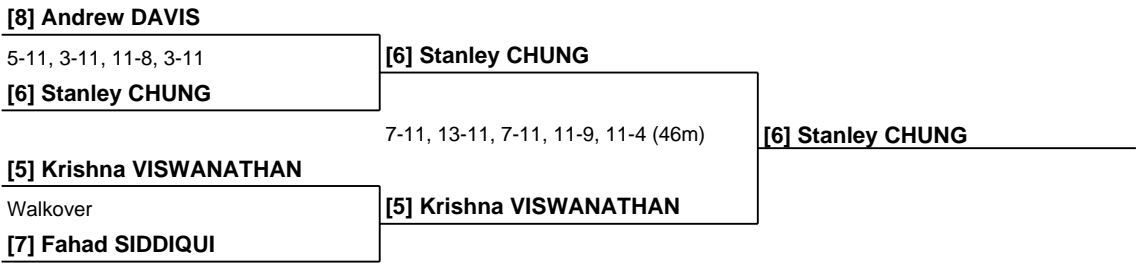 [8] Andrew DAVIS
5-11, 3-11, 11-8, 3-11
[6] Stanley CHUNG
[6] Stanley CHUNG
7-11, 13-11, 7-11, 11-9, 11-4 (46m)
[6] Stanley CHUNG
[5] Krishna VISWANATHAN
Walkover
[5] Krishna VISWANATHAN
[7] Fahad SIDDIQUI